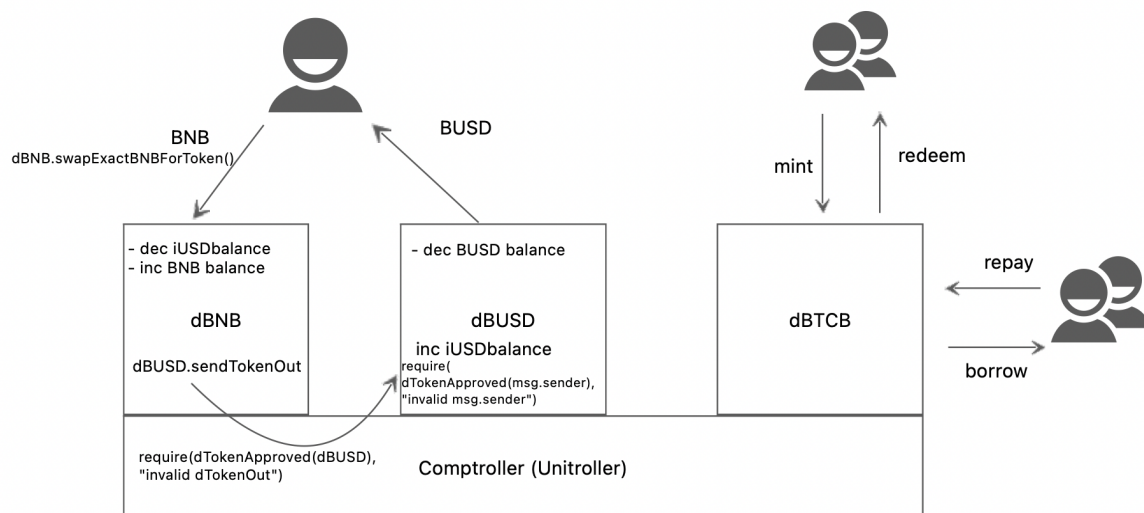 BNB
dBNB.swapExactBNBForToken()
BUSD
mint
redeem
- dec iUSDbalance
- inc BNB balance
dBNB
dBUSD.sendTokenOut
- dec BUSD balance
dBUSD
inc iUSDbalance
require(
dTokenApproved(msg.sender),
"invalid msg.sender")
dBTCB
repay
borrow
require(dTokenApproved(dBUSD),
"invalid dTokenOut")
Comptroller (Unitroller)